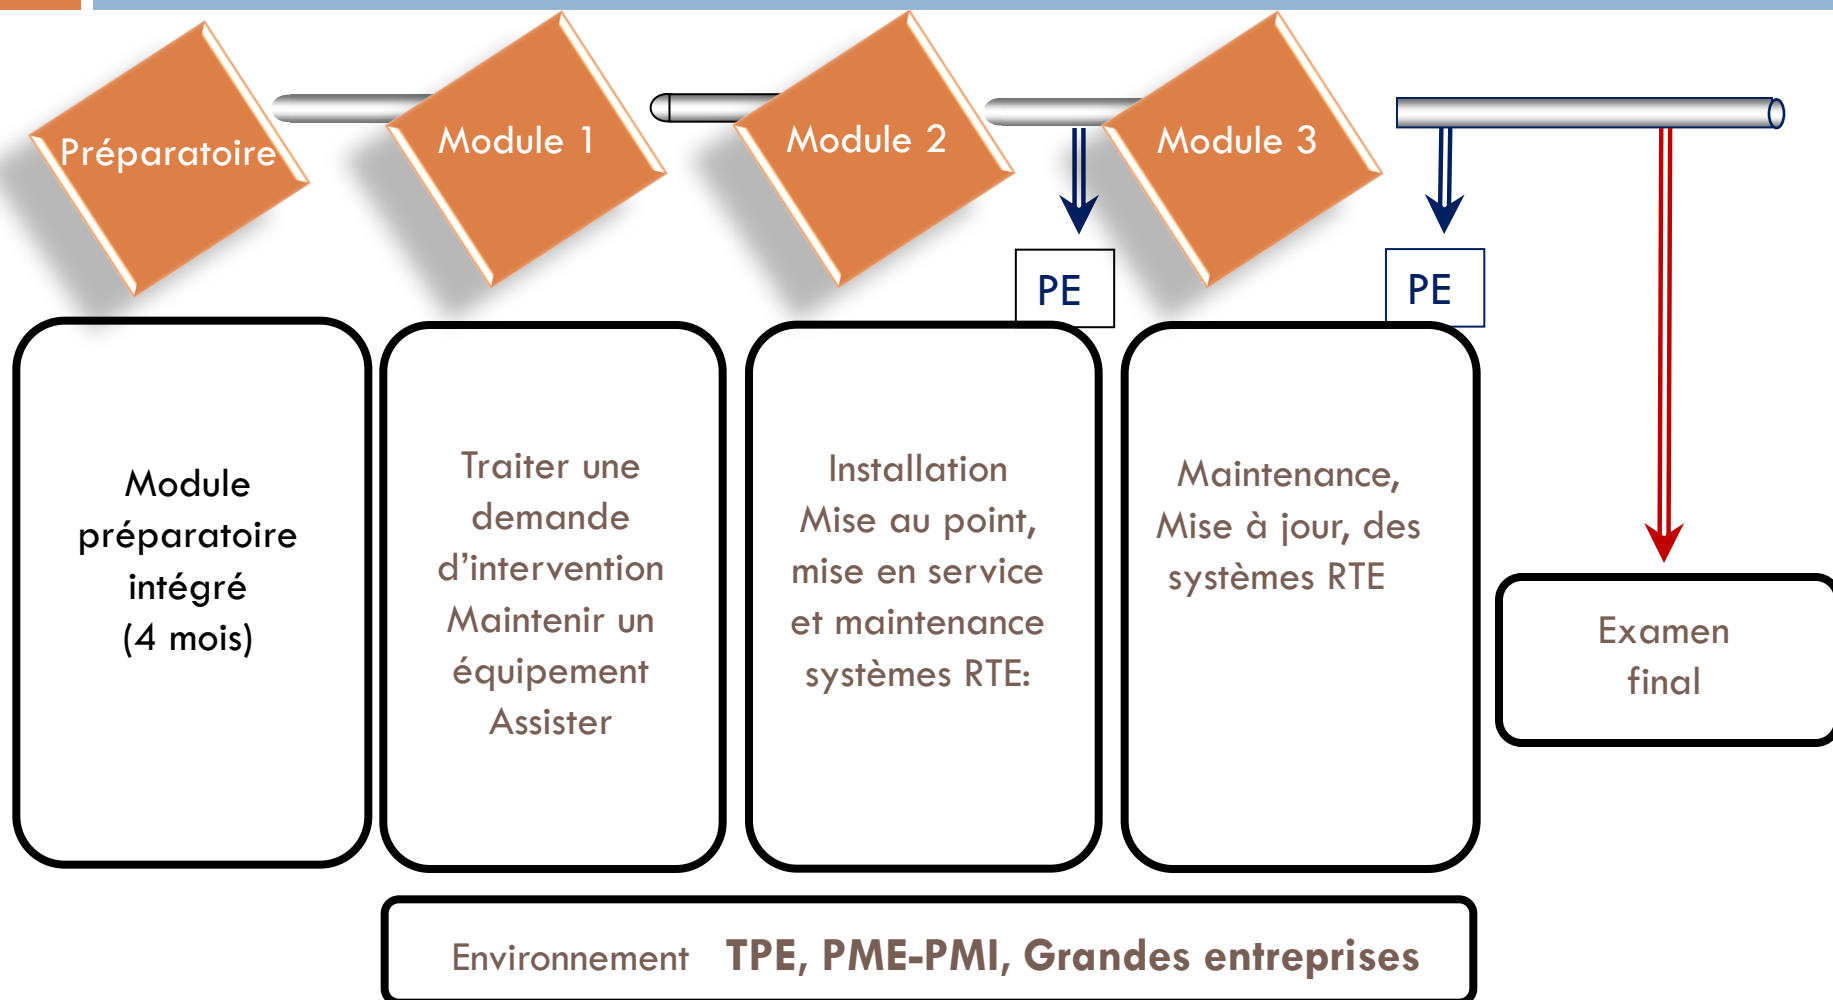 Préparatoire
Module 1
Module 2
Module 3
PE
PE
Module
préparatoire
intégré
(4 mois)
Traiter une
demande
d’intervention
Maintenir un
équipement
Assister
Installation
Mise au point,
mise en service
et maintenance
systèmes RTE:
Maintenance,
Mise à jour, des
systèmes RTE
Examen
final
Environnement TPE, PME-PMI, Grandes entreprises